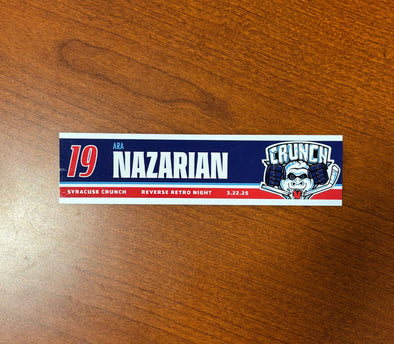 19
ARA
NAZARIAN
CRUNCH
SYRACUSE CRUNCH REVERSE RETRO NIGHT 3.22.25